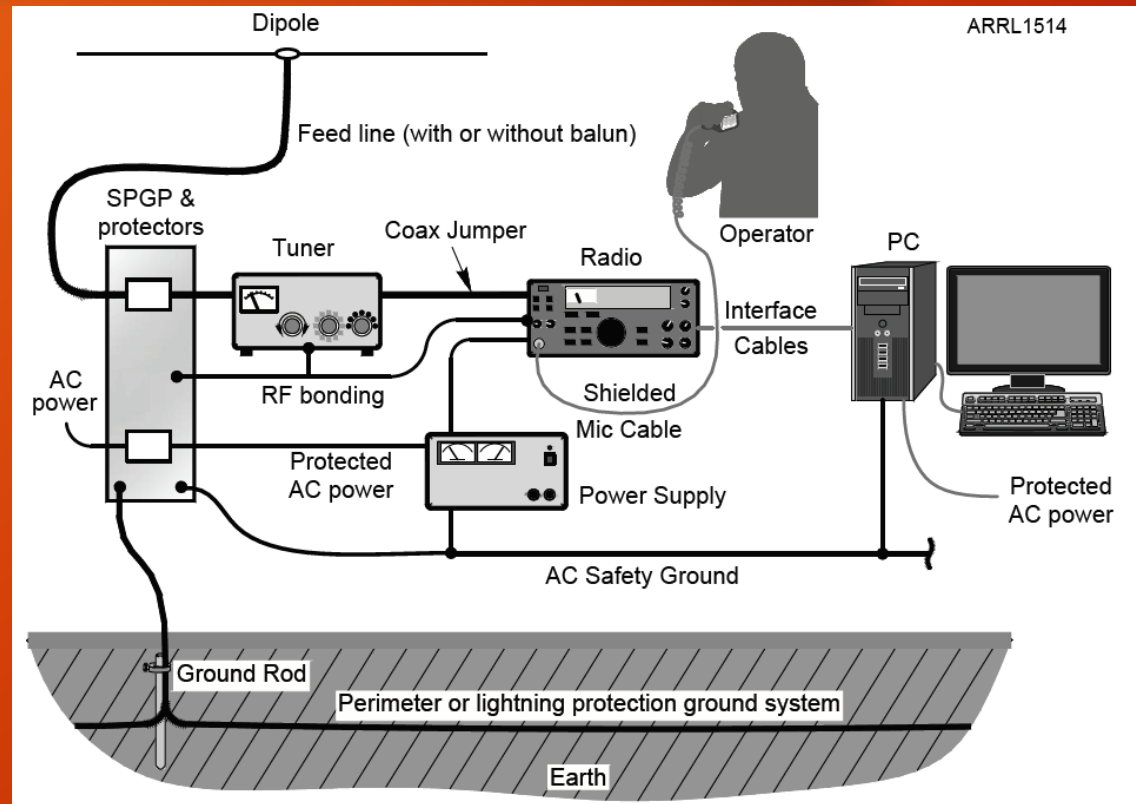 Dipole
ARRL1514
Feed line (with or without balun)
SPGP &
protectors
Tuner
Coax Jumper
Radio
Operator
PC
Interface
Cables
AC
power
RF bonding
Shielded
Mic Cable
Protected
AC power
Power Supply
Protected
AC power
AC Safety Ground
Ground Rod
Perimeter or lightning protection ground system
Earth